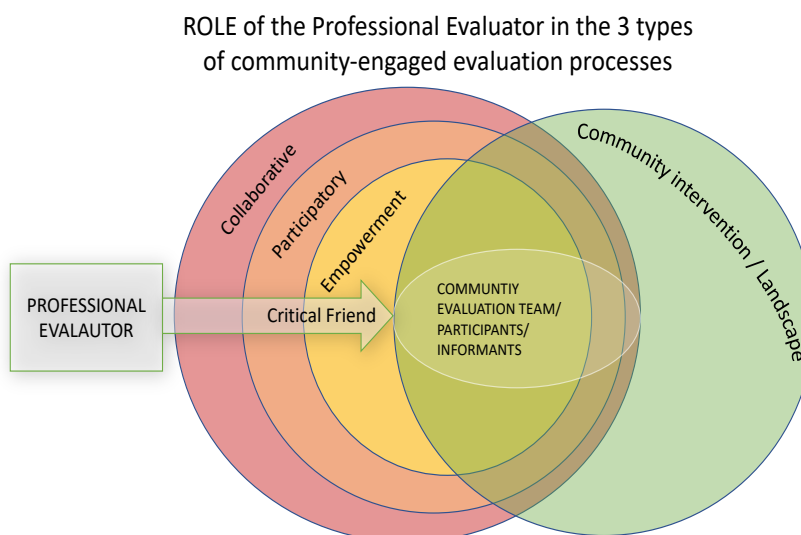 ROLE of the Professional Evaluator in the 3 types
of community-engaged evaluation processes
Collaborative
Participatory
Empowerment
Community intervention / Landscape
PROFESSIONAL
EVALAUTOR
Critical Friend
COMMUNTIY
EVALUATION TEAM/
PARTICIPANTS/
INFORMANTS